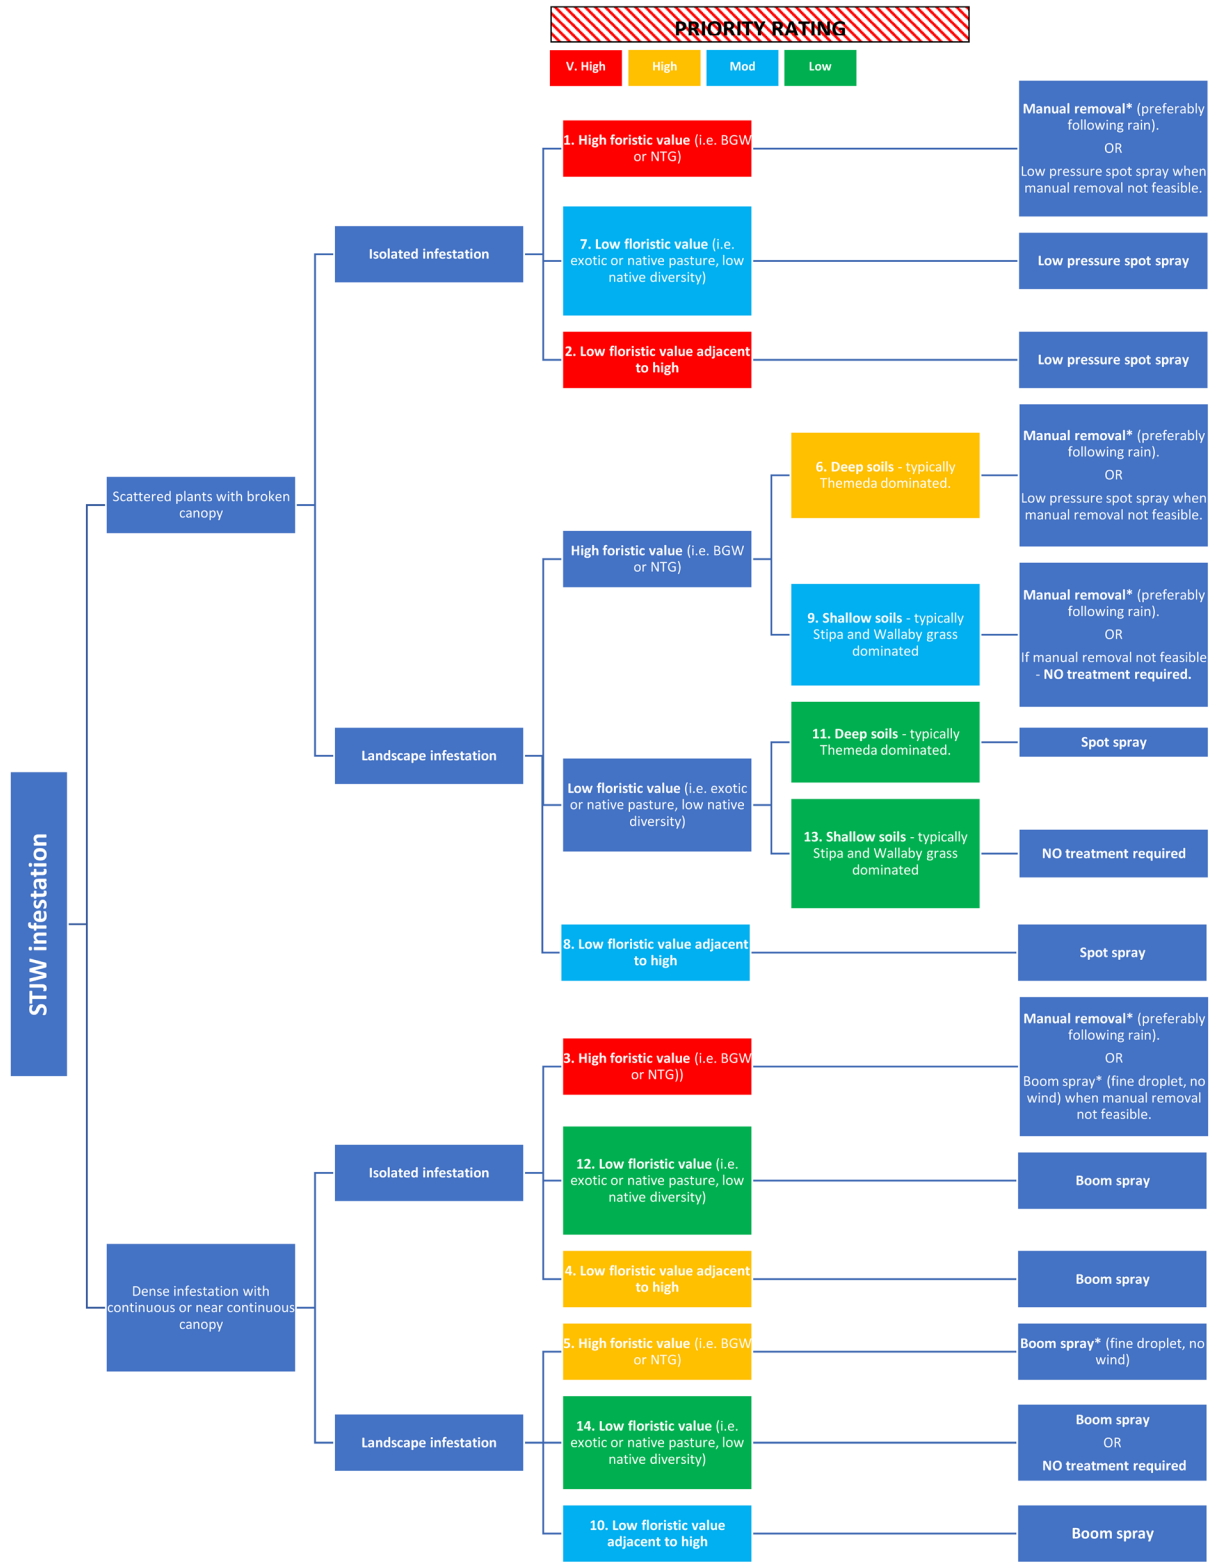 PRIORITY RATING
V. High
High
Mod
Low
1. High foristic value (i.e. BGW
or NTG)
Manual removal* (preferably
following rain).
OR
Low pressure spot spray when
manual removal not feasible.
Isolated infestation
7. Low floristic value (i.e.
exotic or native pasture, low
native diversity)
Low pressure spot spray
2. Low floristic value adjacent
to high
Low pressure spot spray
Scattered plants with broken
canopy
High foristic value (i.e. BGW
or NTG)
6. Deep soils - typically
Themeda dominated.
Manual removal* (preferably
following rain).
OR
Low pressure spot spray when
manual removal not feasible.
9. Shallow soils - typically
Stipa and Wallaby grass
dominated
Manual removal* (preferably
following rain).
OR
If manual removal not feasible
- NO treatment required.
Landscape infestation
Low floristic value (i.e. exotic
or native pasture, low native
diversity)
11. Deep soils - typically
Themeda dominated.
Spot spray
13. Shallow soils - typically
Stipa and Wallaby grass
dominated
NO treatment required
8. Low floristic value adjacent
to high
Spot spray
STJW infestation
3. High foristic value (i.e. BGW
or NTG))
Manual removal* (preferably
following rain).
OR
Boom spray* (fine droplet, no
wind) when manual removal
not feasible.
Isolated infestation
12. Low floristic value (i.e.
exotic or native pasture, low
native diversity)
Boom spray
4. Low floristic value adjacent
to high
Boom spray
Dense infestation with
continuous or near continuous
canopy
5. High foristic value (i.e. BGW
or NTG)
Boom spray* (fine droplet, no
wind)
Landscape infestation
14. Low floristic value (i.e.
exotic or native pasture, low
native diversity)
Boom spray
OR
NO treatment required
10. Low floristic value
adjacent to high
Boom spray